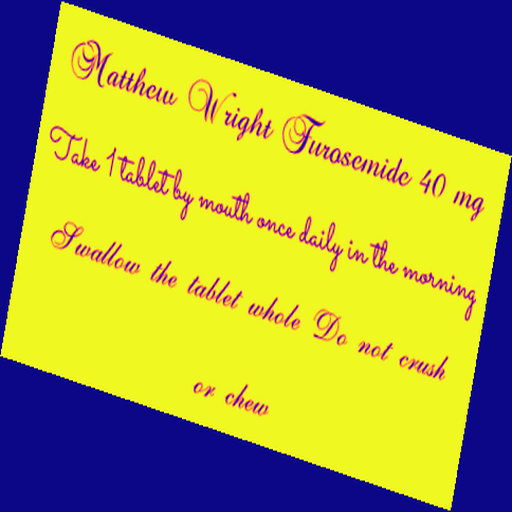 Matthew Wright Furosemide 40 mg
Take 1 tablet by mouth once daily in the morning
Swallow the tablet whole Do not crush
or chew